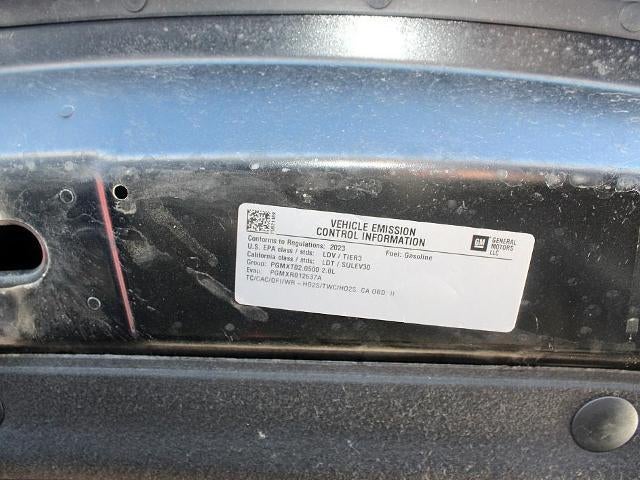 VEHICLE EMISSION
CONTROL INFORMATION
GM
GENERAL
MOTORS
LLC
Conforms to Regulations: 2023 Fuel: Gasoline
U.S. EPA class / stds: LDV / TIER3
California class / stds: LDT / SULEV30
Group: PGMXT02.0500 2.0L
Evap: PGMXR012537A
TC/CAC/DFI/WR-HO2S/TWC/HO2S CA OBD II